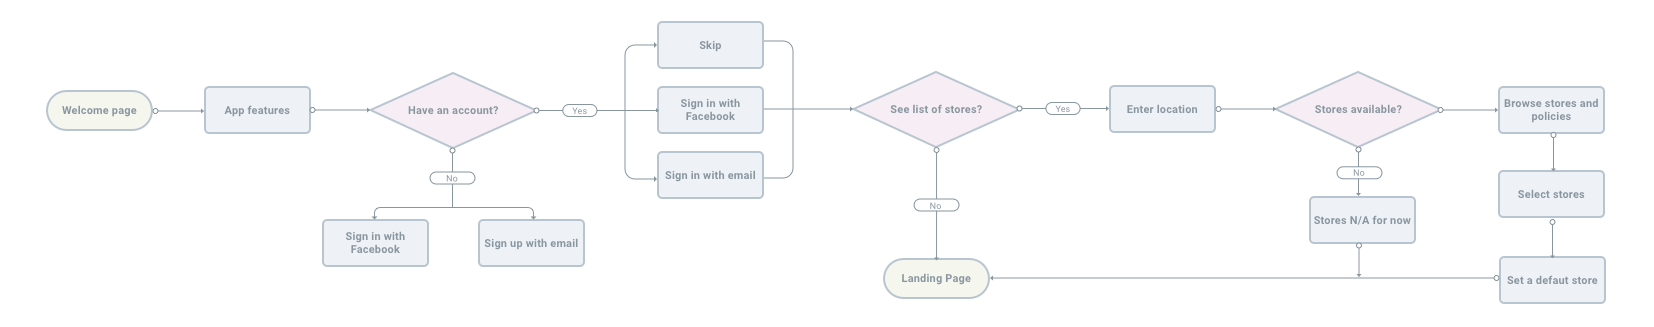 Welcome page
App features
Have an account?
Yes
No
Sign in with
Facebook
Sign up with email
Skip
Sign in with
Facebook
Sign in with email
See list of stores?
Yes
No
Landing Page
Enter location
Stores available?
No
Stores N/A for now
Browse stores and
policies
Select stores
Set a defaut store